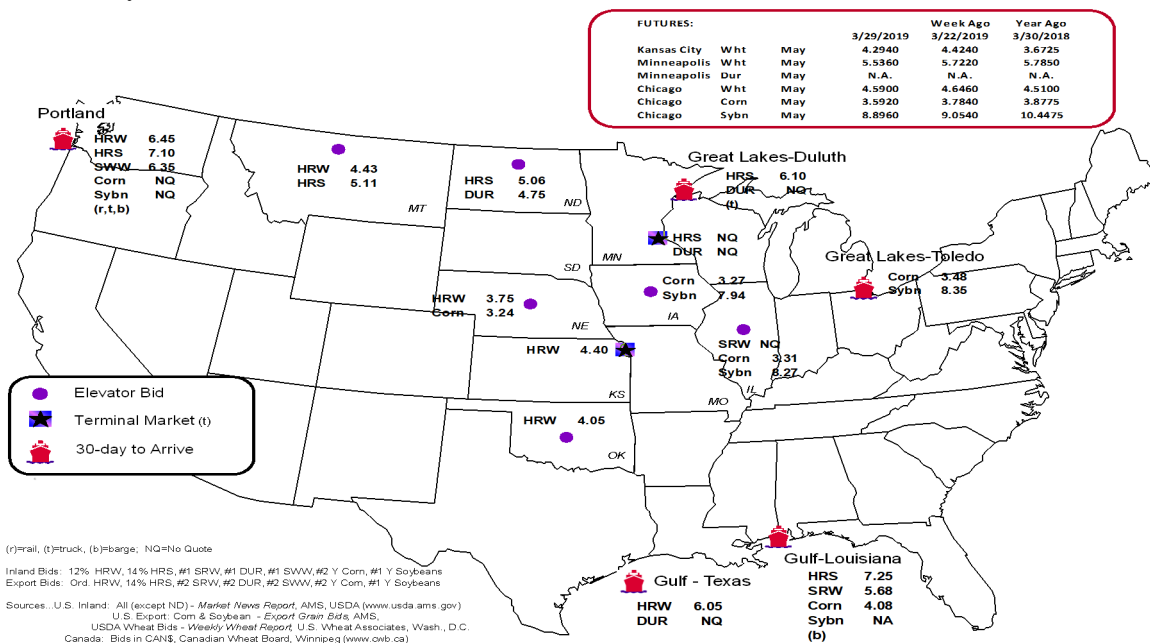 FUTURES: Week Ago Year Ago
3/29/2019 3/22/2019 3/30/2018
Kansas City Wht May 4.2940 4.4240 3.6725
Minneapolis Wht May 5.5360 5.7220 5.7850
Minneapolis Dur May N.A. N.A. N.A.
Chicago Wht May 4.5900 4.6460 4.5100
Chicago Corn May 3.5920 3.7840 3.8775
Chicago Sybn May 8.8960 9.0540 10.4475
Portland
HRW 6.45
HRS 7.10
SWW 6.35
Corn NQ
Sybn NQ
(r,t,b)
HRW 4.43
HRS 5.11
MT
HRS 5.06
DUR 4.75
ND
Great Lakes-Duluth
HRS 6.10
DUR NQ
(t)
HRS NQ
DUR NQ
MN
SD
Great Lakes-Toledo
Corn 3.48
Sybn 8.35
Corn 3.27
Sybn 7.94
IA
HRW 3.75
Corn 3.24
NE
SRW NQ
Corn 3.31
Sybn 8.27
IL
HRW 4.40
KS
MO
HRW 4.05
OK
Elevator Bid
Terminal Market (t)
30-day to Arrive
Gulf-Louisiana
HRS 7.25
SRW 5.68
Corn 4.08
Sybn NA
(b)
Gulf - Texas
HRW 6.05
DUR NQ
(r)=rail, (t)=truck, (b)=barge; NQ=No Quote
Inland Bids: 12% HRW, 14% HRS, #1 SRW, #1 DUR, #1 SWW, #2 Y Corn, #1 Y Soybeans
Export Bids: Ord. HRW, 14% HRS, #2 SRW, #2 DUR, #2 SWW, #2 Y Corn, #1 Y Soybeans
Sources...U.S. Inland: All (except ND) - Market News Report, AMS, USDA (www.usda.ams.gov)
U.S. Export: Corn & Soybean - Export Grain Bids, AMS,
USDA Wheat Bids - Weekly Wheat Report, U.S. Wheat Associates, Wash., D.C.
Canada: Bids in CAN$, Canadian Wheat Board, Winnipeg (www.cwb.ca)